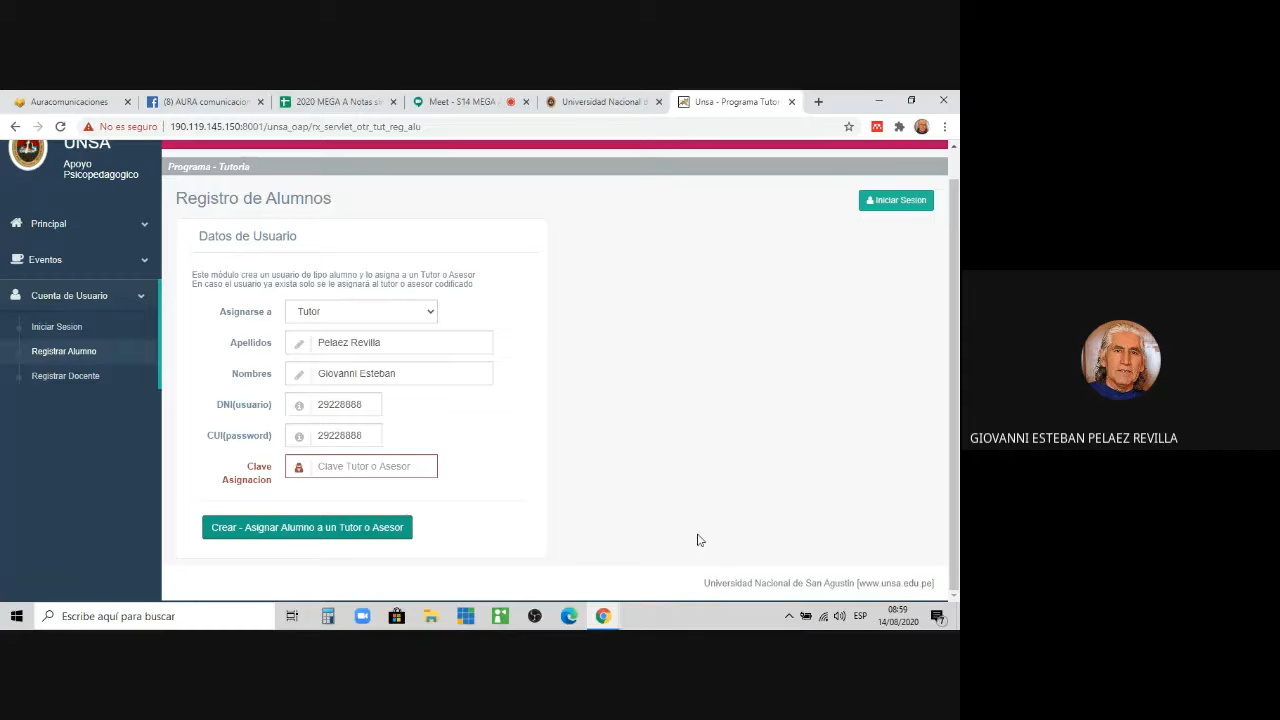 Auracomunicaciones
(8) AURA comunicacion
2020 MEGA A Notas sin
Meet - S14 MEGA A
Universidad Nacional d
Unsa - Programa Tutor
No es seguro
190.119.145.150:8001/unsa_oap/rx_servlet_otr_tut_reg_alu
UNSA
Apoyo
Psicopedagogico
Principal
Eventos
Cuenta de Usuario
Iniciar Sesion
Registrar Alumno
Registrar Docente
Programa - Tutoria
Registro de Alumnos
Iniciar Sesion
Datos de Usuario
Este módulo crea un usuario de tipo alumno y lo asigna a un Tutor o Asesor
En caso el usuario ya exista solo se le asignará al tutor o asesor codificado
Asignarse a Tutor
Apellidos Pelaez Revilla
Nombres Giovanni Esteban
DNI(usuario) 29228888
CUI(password) 29228888
Clave Asignacion Clave Tutor o Asesor
Crear - Asignar Alumno a un Tutor o Asesor
Universidad Nacional de San Agustin [www.unsa.edu.pe]
Escribe aquí para buscar
ESP
08:59
14/08/2020
GIOVANNI ESTEBAN PELAEZ REVILLA